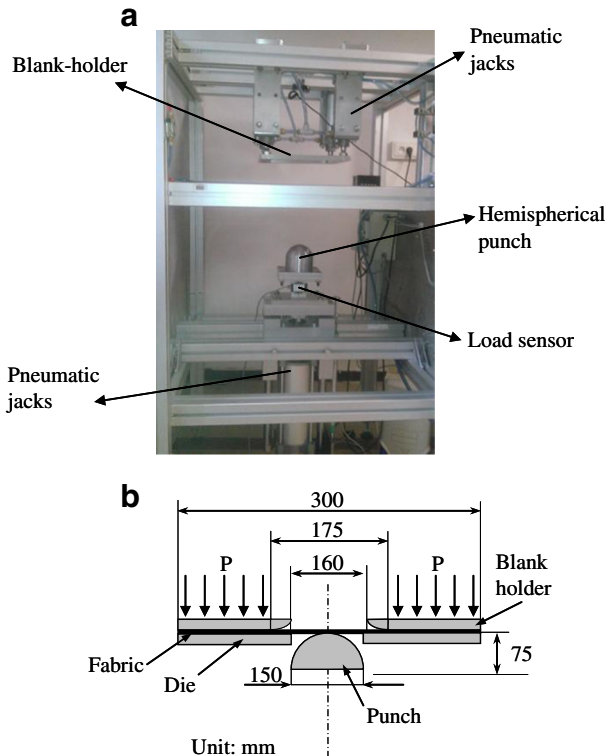 a
Blank-holder
Pneumatic
jacks
Hemispherical
punch
Load sensor
Pneumatic
jacks
b
300
175
P
160
P
Blank
holder
Fabric
Die
150
75
Punch
Unit: mm